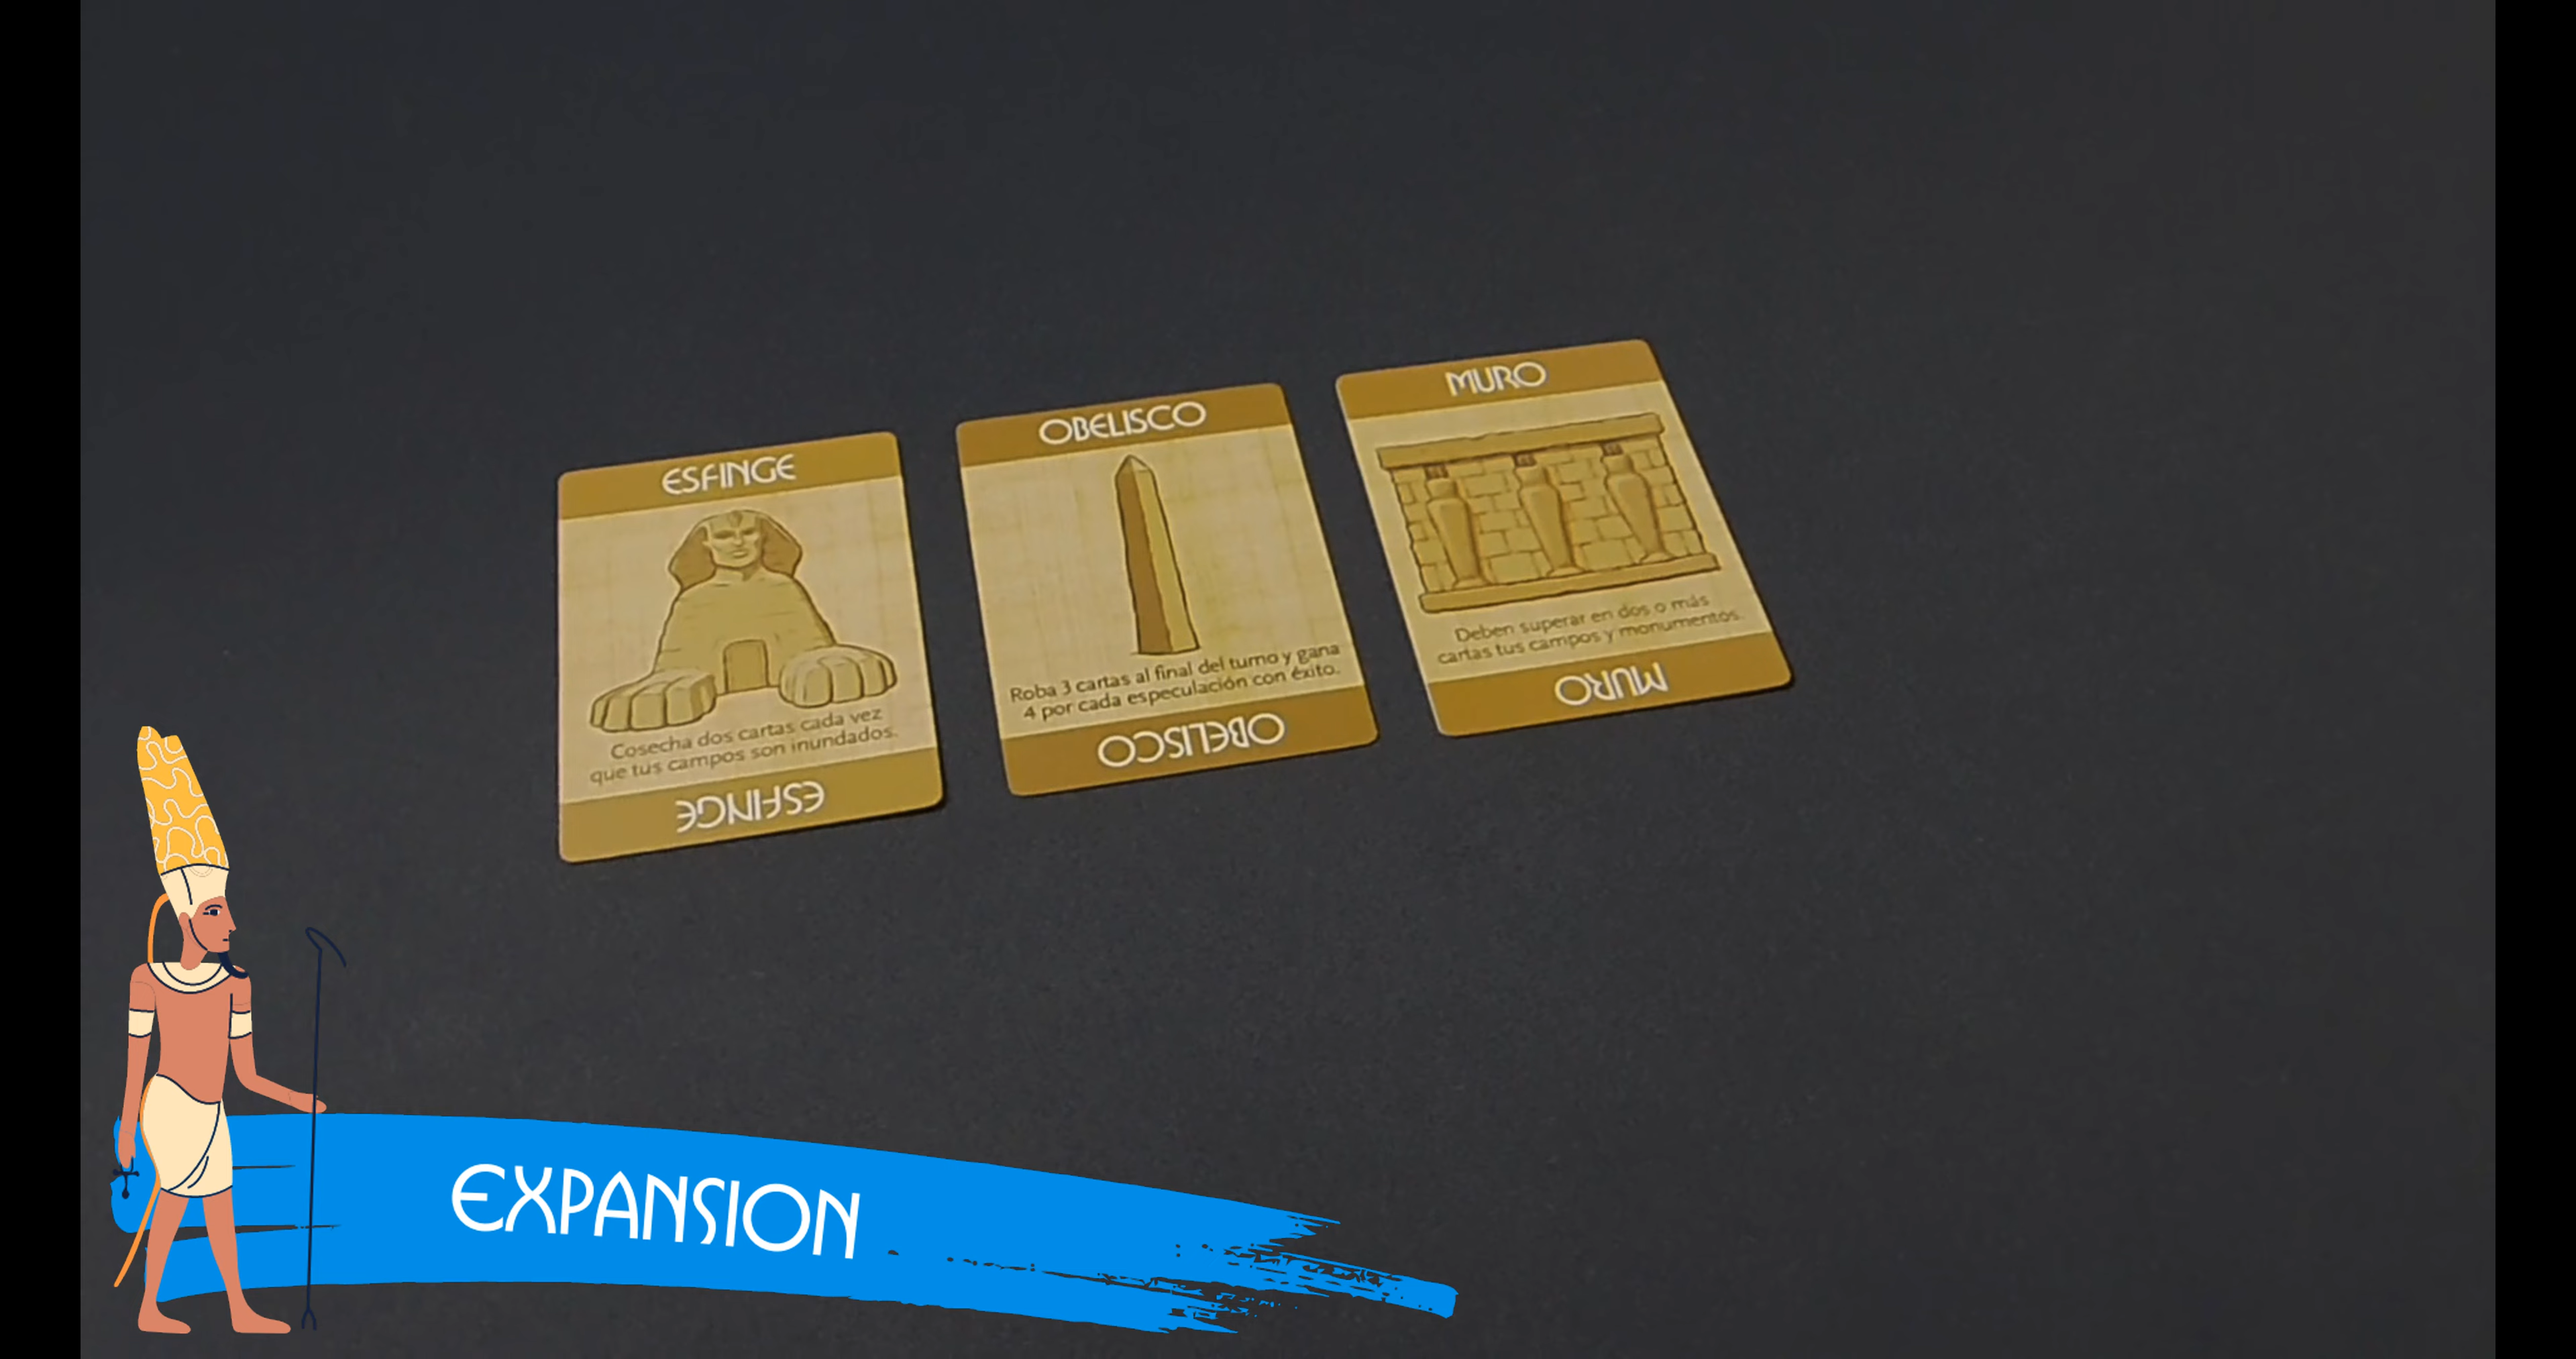 ESFINGE
Cosecha dos cartas cada vez
que tus campos son inundados.
ESFINGE
OBELISCO
Roba 3 cartas al final del turno y gana
4 por cada especulación con éxito.
OBELISCO
MURO
Deben superar en dos o más
cartas tus campos y monumentos.
MURO
EXPANSION